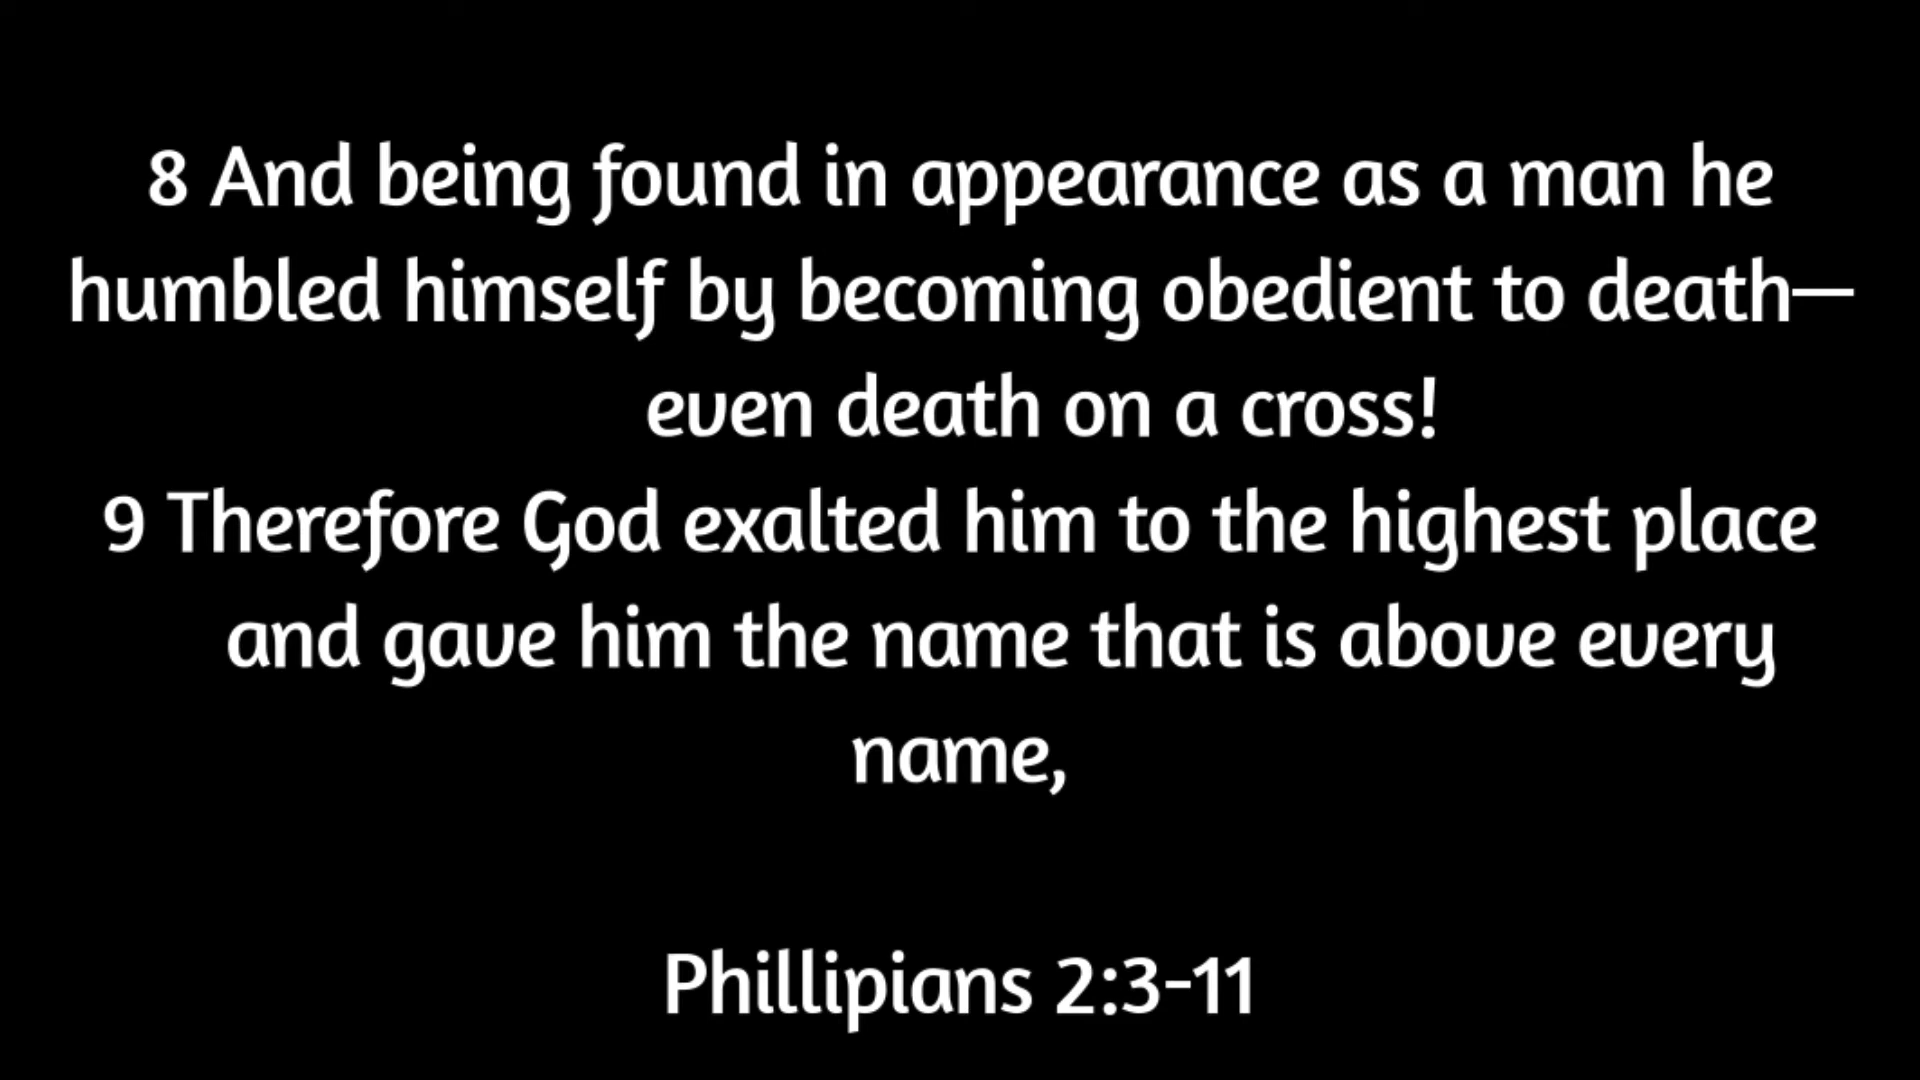 8 And being found in appearance as a man he
humbled himself by becoming obedient to death—
even death on a cross!
9 Therefore God exalted him to the highest place
and gave him the name that is above every
name,
Phillipians 2:3-11